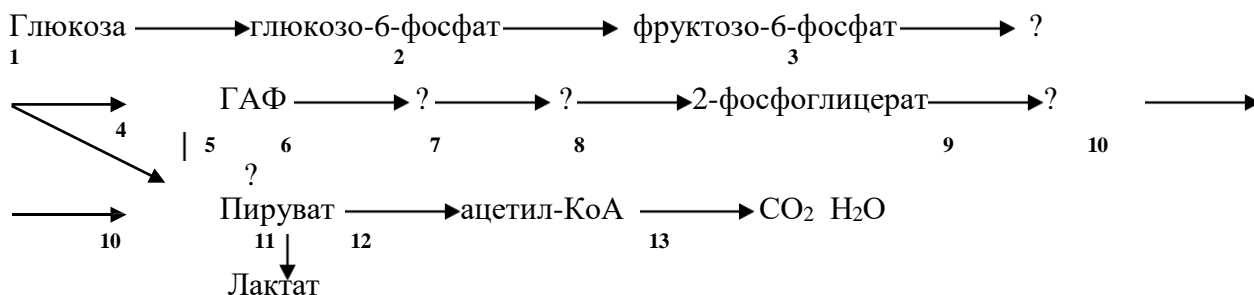 Глюкоза глюкозо-6-фосфат фруктозо-6-фосфат ?
1 2 3
ГАФ ? ? 2-фосфоглицерат ?
4 5 6 7 8 9 10
?
Пируват ацетил-КоА CO₂ H₂O
10 11 12 13
Лактат